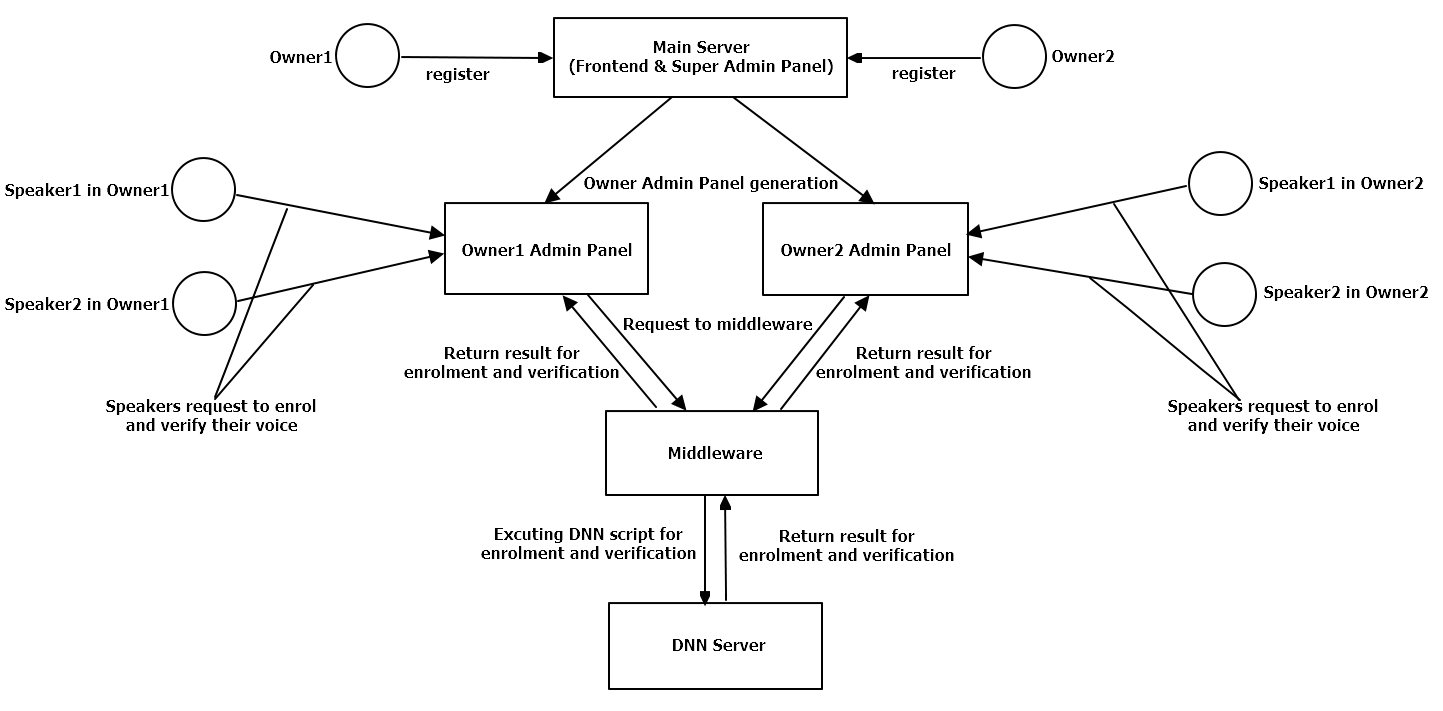 Owner1
register
Main Server
(Frontend & Super Admin Panel)
register
Owner2
Speaker1 in Owner1
Owner Admin Panel generation
Speaker1 in Owner2
Owner1 Admin Panel
Owner2 Admin Panel
Speaker2 in Owner1
Speaker2 in Owner2
Request to middleware
Return result for
enrolment and verification
Return result for
enrolment and verification
Speakers request to enrol
and verify their voice
Speakers request to enrol
and verify their voice
Middleware
Excuting DNN script for
enrolment and verification
Return result for
enrolment and verification
DNN Server